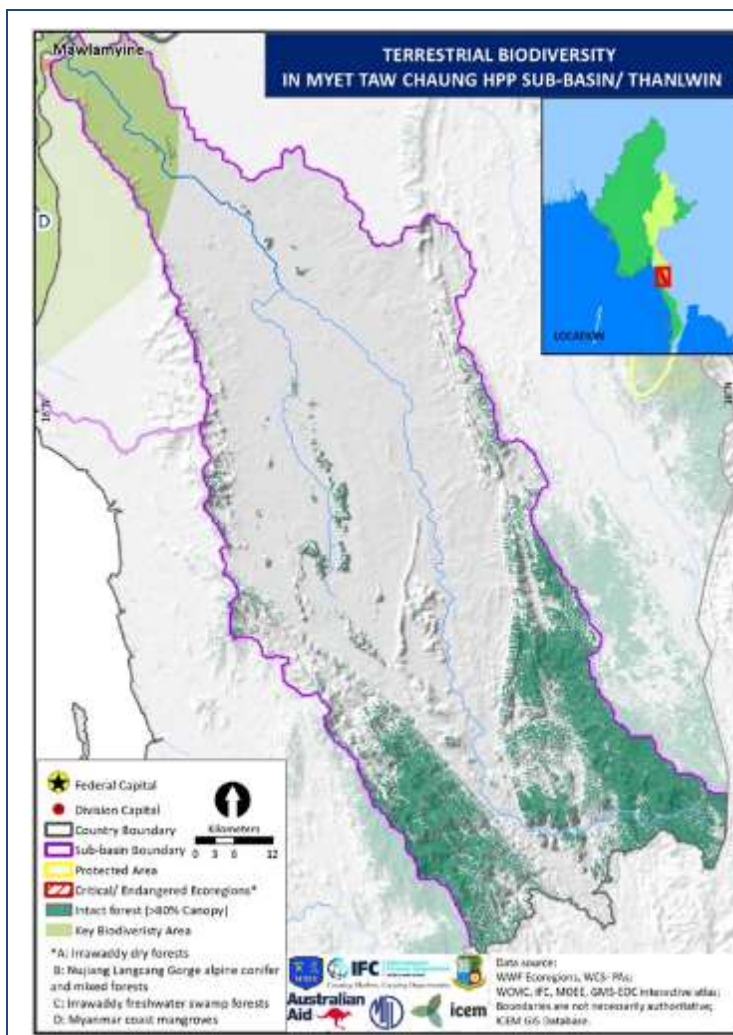 Mawlamyine
TERRESTRIAL BIODIVERSITY
IN MYET TAW CHAUNG HPP SUB-BASIN/ THANLWIN
D
LOCATION
Federal Capital
Division Capital
Country Boundary
Sub-basin Boundary
Protected Area
Critical/ Endangered Ecoregions*
Intact forest (>80% Canopy)
Key Biodiveristy Area
Kilometers
0 3 6 12
*A: Irrawaddy dry forests
B: Nujiang Langcang Gorge alpine conifer
and mixed forests
C: Irrawaddy freshwater swamp forests
D: Myanmar coast mangroves
IFC
Australian
Aid
icem
Data source:
WWF Ecoregions, WCS- PAs;
WCMC, IFC, MOEE, GMS-EOC interactive atlas;
Boundaries are not necessarily authoritative;
ICEM GIS Database.